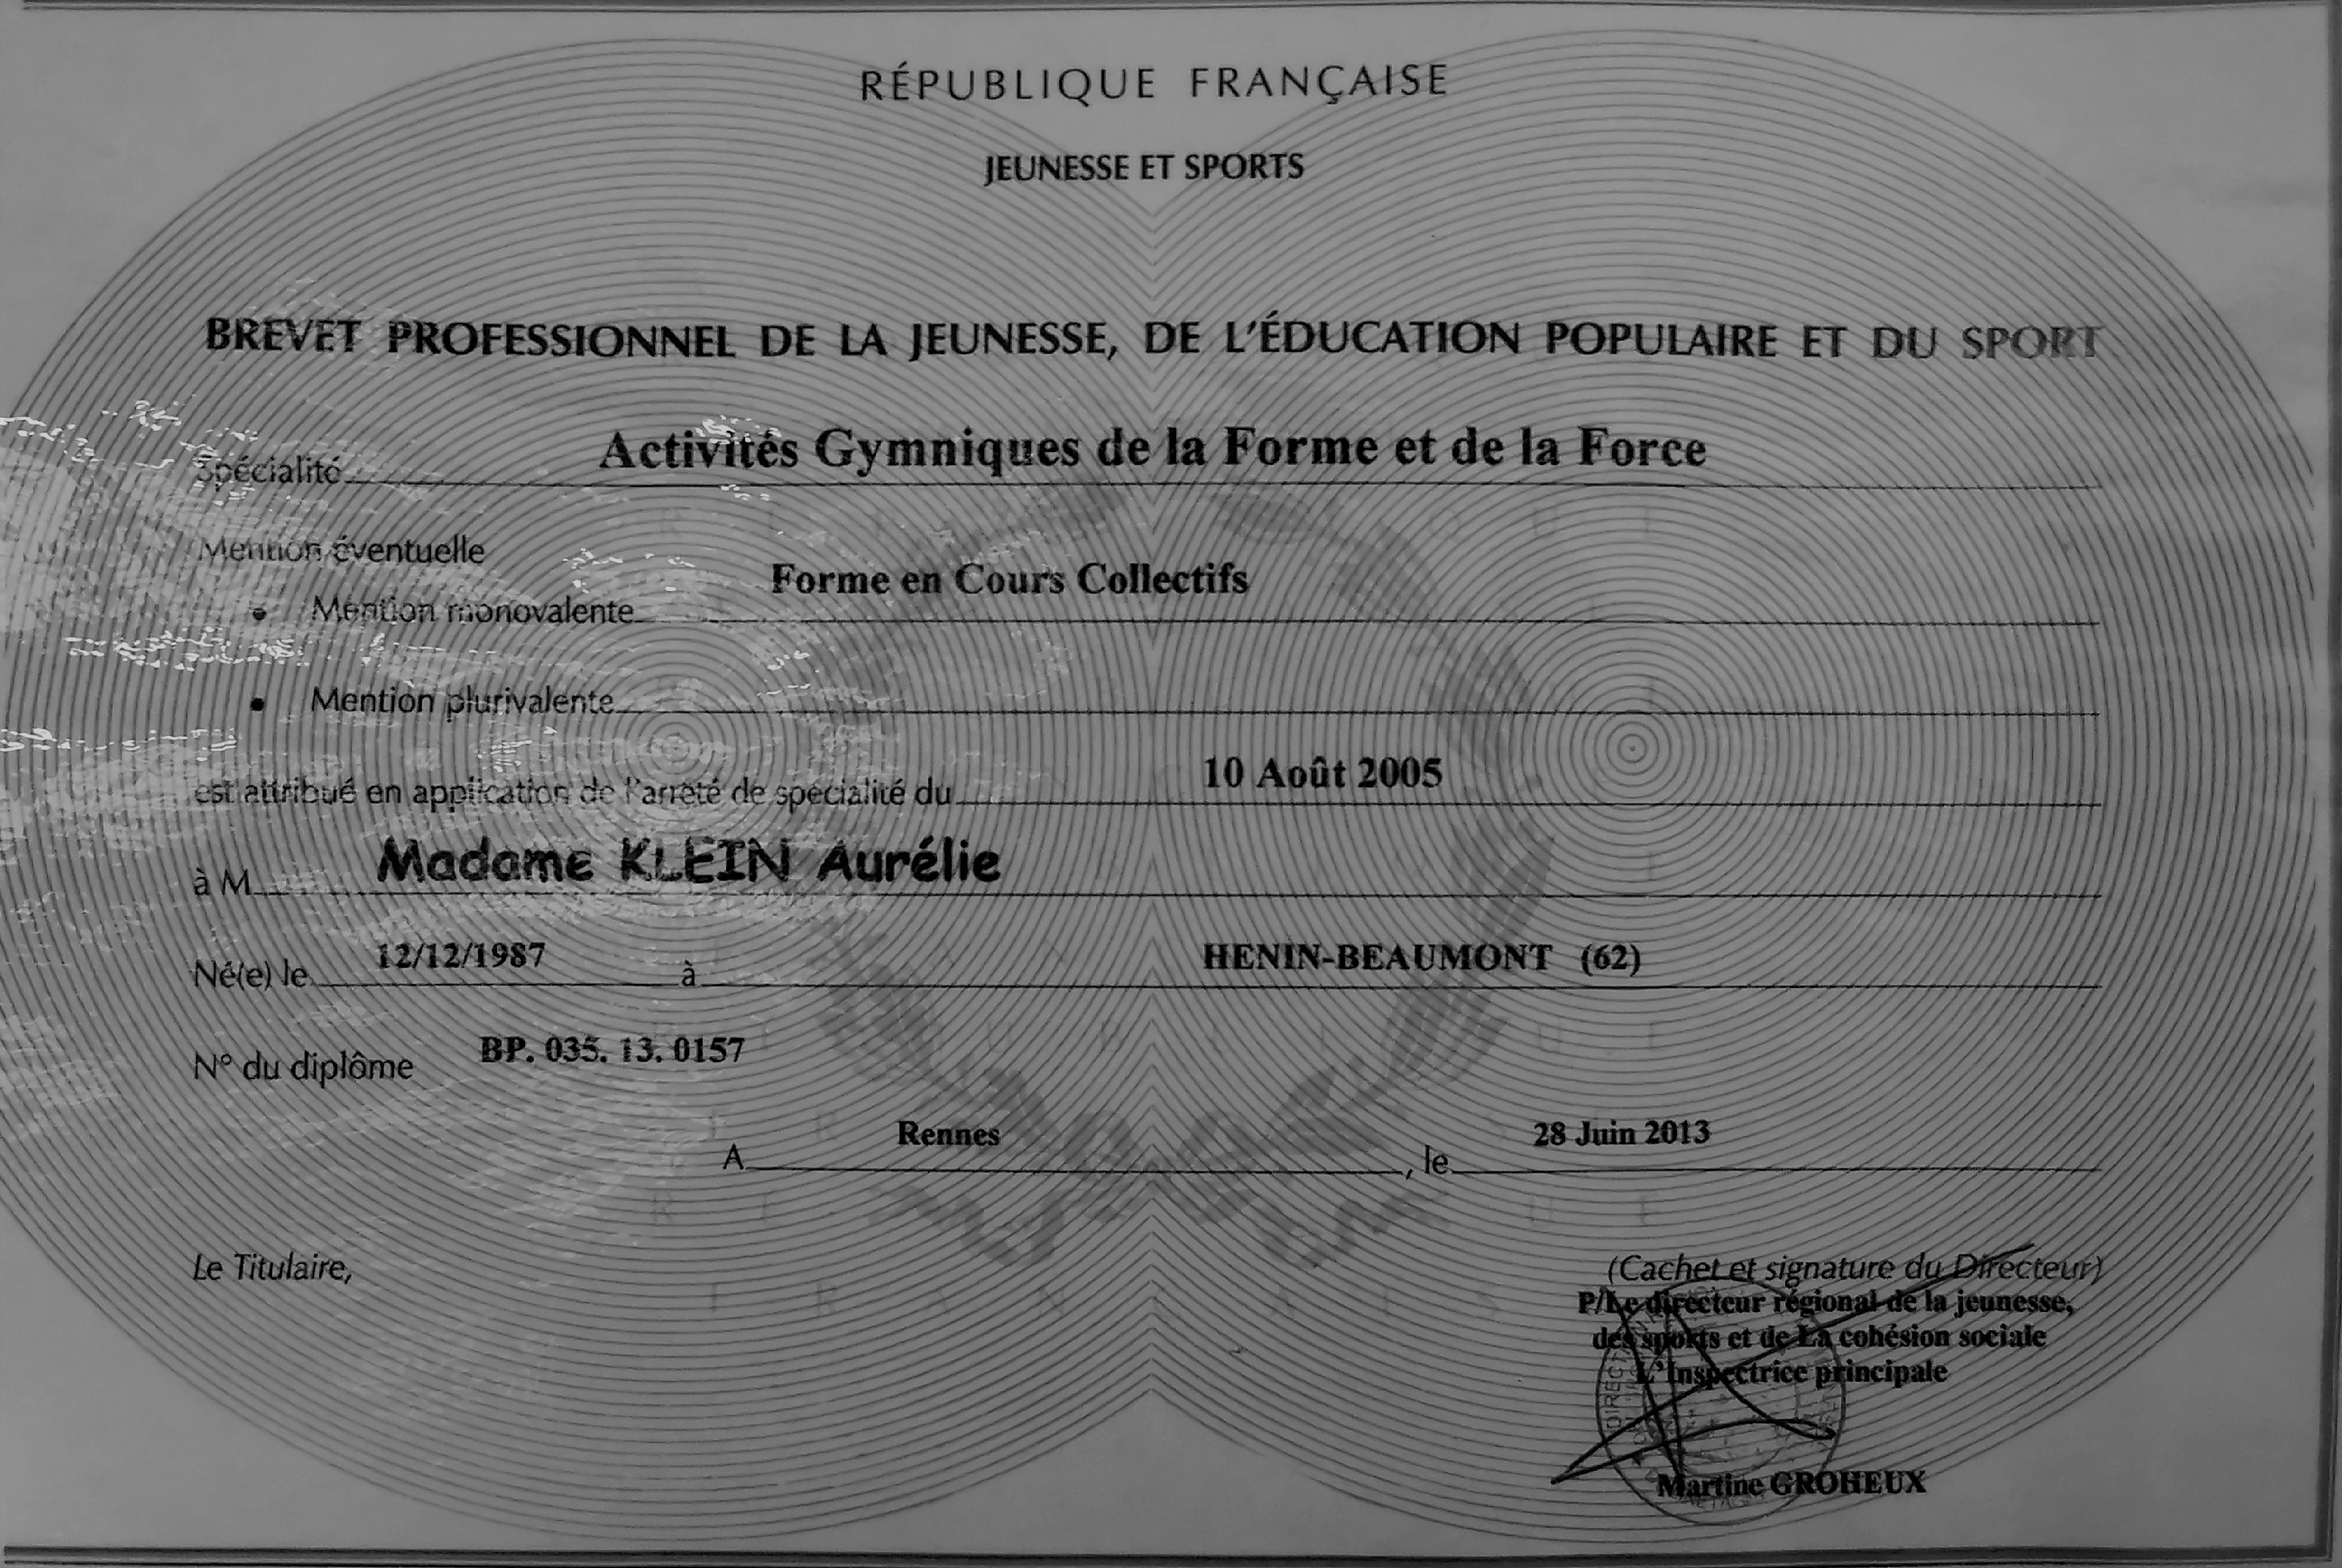 RÉPUBLIQUE FRANÇAISE
JEUNESSE ET SPORTS
BREVET PROFESSIONNEL DE LA JEUNESSE, DE L'ÉDUCATION POPULAIRE ET DU SPORT
Spécialité Activités Gymniques de la Forme et de la Force
Mention éventuelle
• Mention monovalente Forme en Cours Collectifs
• Mention plurivalente
est attribué en application de l'arrêté de spécialité du 10 Août 2005
à M Madame KLEIN Aurélie
Né(e) le 12/12/1987 à HENIN-BEAUMONT (62)
N° du diplôme BP. 035. 13. 0157
A Rennes , le 28 Juin 2013
Le Titulaire,
(Cachet et signature du Directeur)
P/Le directeur régional de la jeunesse,
des sports et de La cohésion sociale
L'Inspectrice principale
Martine GROHEUX